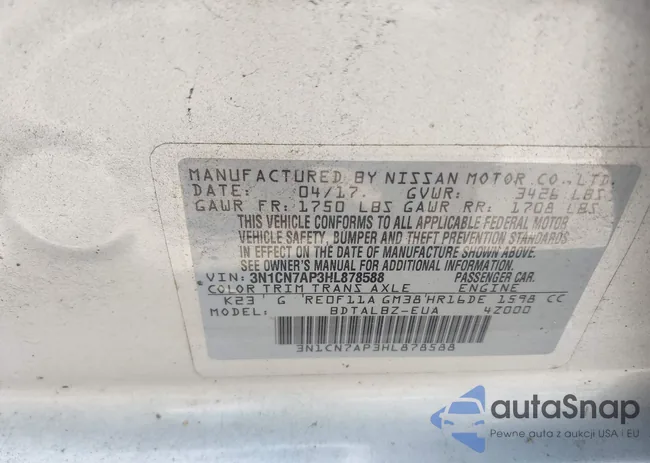 MANUFACTURED BY NISSAN MOTOR CO., LTD.
DATE: 04/17 GVWR: 3426 LBS
GAWR FR: 1750 LBS GAWR RR: 1708 LBS
THIS VEHICLE CONFORMS TO ALL APPLICABLE FEDERAL MOTOR
VEHICLE SAFETY, BUMPER AND THEFT PREVENTION STANDARDS
IN EFFECT ON THE DATE OF MANUFACTURE SHOWN ABOVE.
SEE OWNER'S MANUAL FOR ADDITIONAL INFORMATION.
VIN: 3N1CN7AP3HL878588 PASSENGER CAR.
COLOR TRIM TRANS AXLE ENGINE
K23 G RE0F11A GM38 HR16DE 1598 CC
MODEL: BDTALBZ-EUA 4Z000
3N1CN7AP3HL878588
autoSnap
Pewne auta z aukcji USA i EU